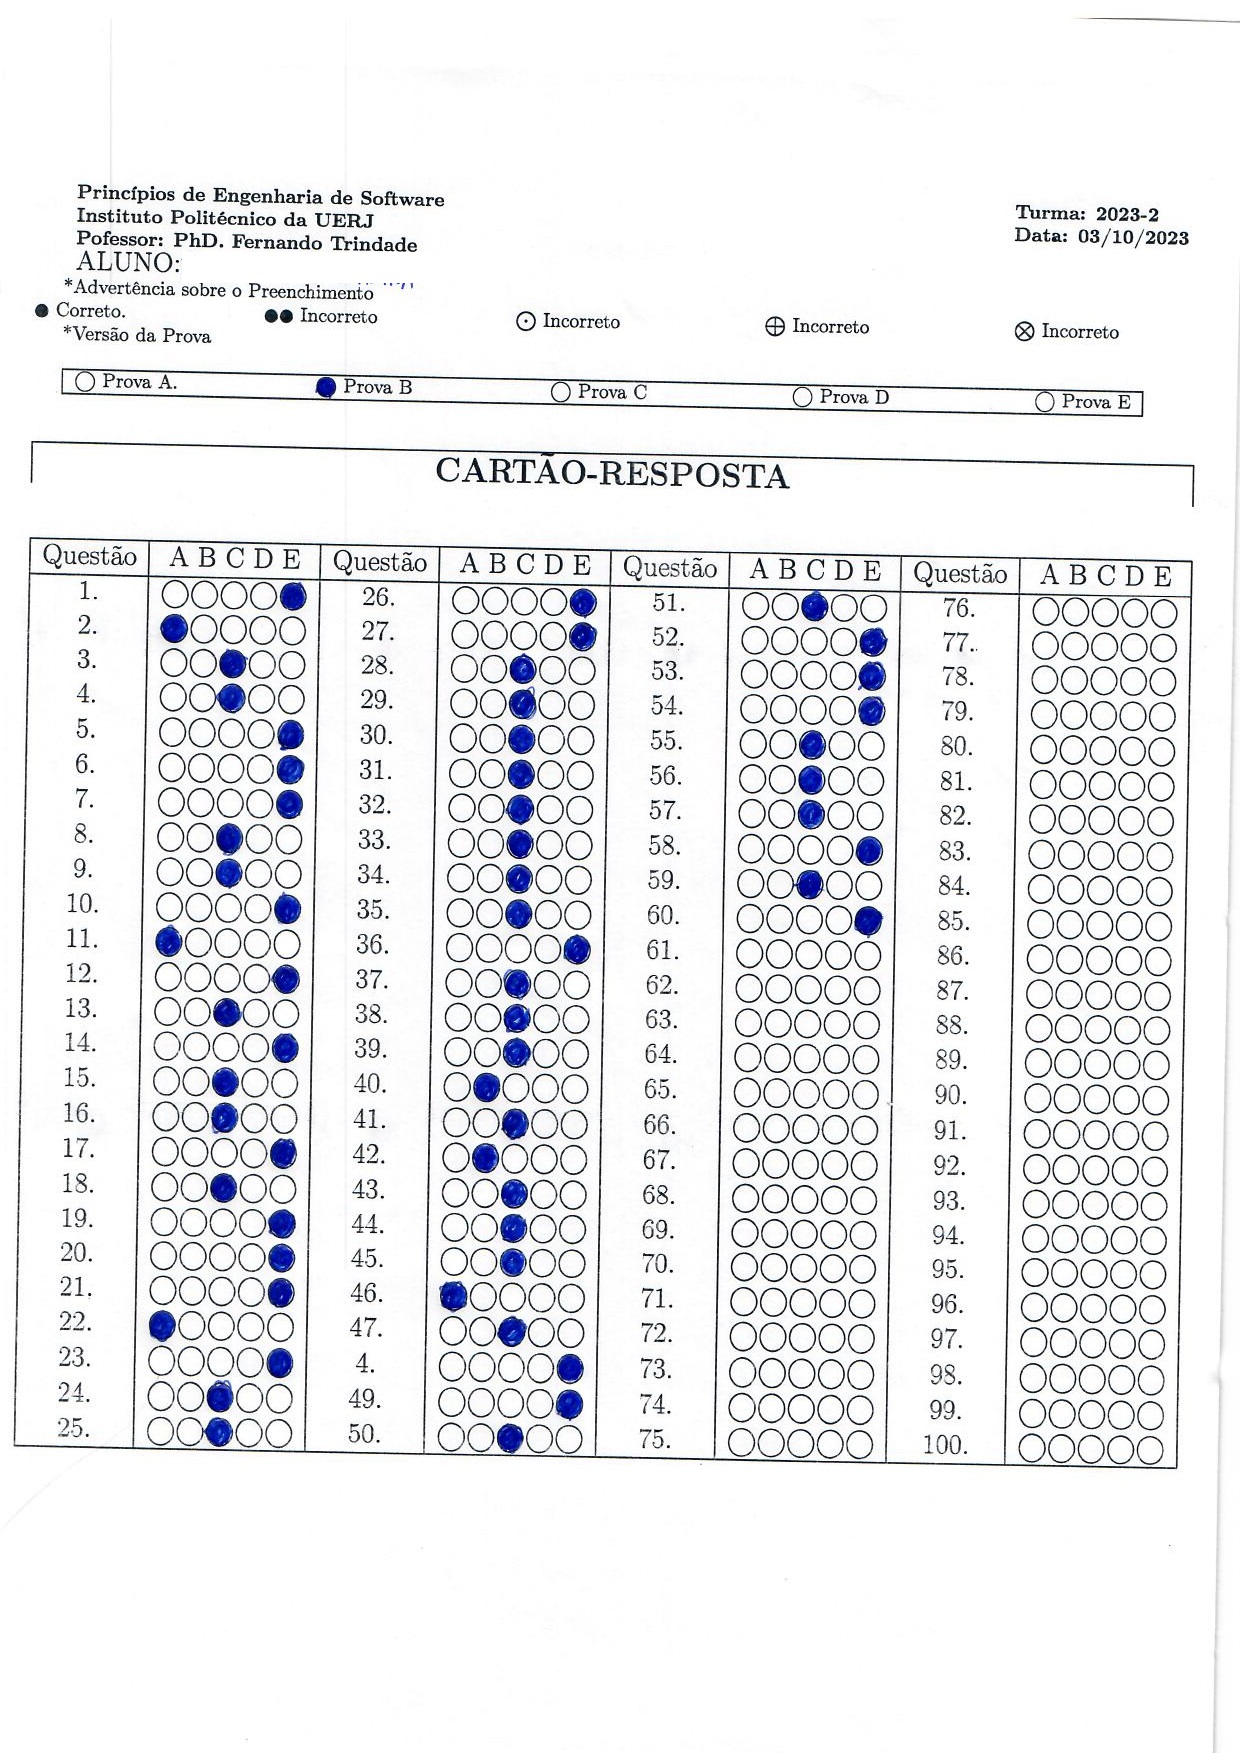 Princípios de Engenharia de Software
Instituto Politécnico da UERJ
Pofessor: PhD. Fernando Trindade
ALUNO:
Turma: 2023-2
Data: 03/10/2023
*Advertência sobre o Preenchimento
Correto. Incorreto Incorreto Incorreto Incorreto
*Versão da Prova
Prova A. Prova B Prova C Prova D Prova E
CARTÃO-RESPOSTA
Questão A B C D E Questão A B C D E Questão A B C D E Questão A B C D E
1. 26. 51. 76.
2. 27. 52. 77.
3. 28. 53. 78.
4. 29. 54. 79.
5. 30. 55. 80.
6. 31. 56. 81.
7. 32. 57. 82.
8. 33. 58. 83.
9. 34. 59. 84.
10. 35. 60. 85.
11. 36. 61. 86.
12. 37. 62. 87.
13. 38. 63. 88.
14. 39. 64. 89.
15. 40. 65. 90.
16. 41. 66. 91.
17. 42. 67. 92.
18. 43. 68. 93.
19. 44. 69. 94.
20. 45. 70. 95.
21. 46. 71. 96.
22. 47. 72. 97.
23. 4. 73. 98.
24. 49. 74. 99.
25. 50. 75. 100.